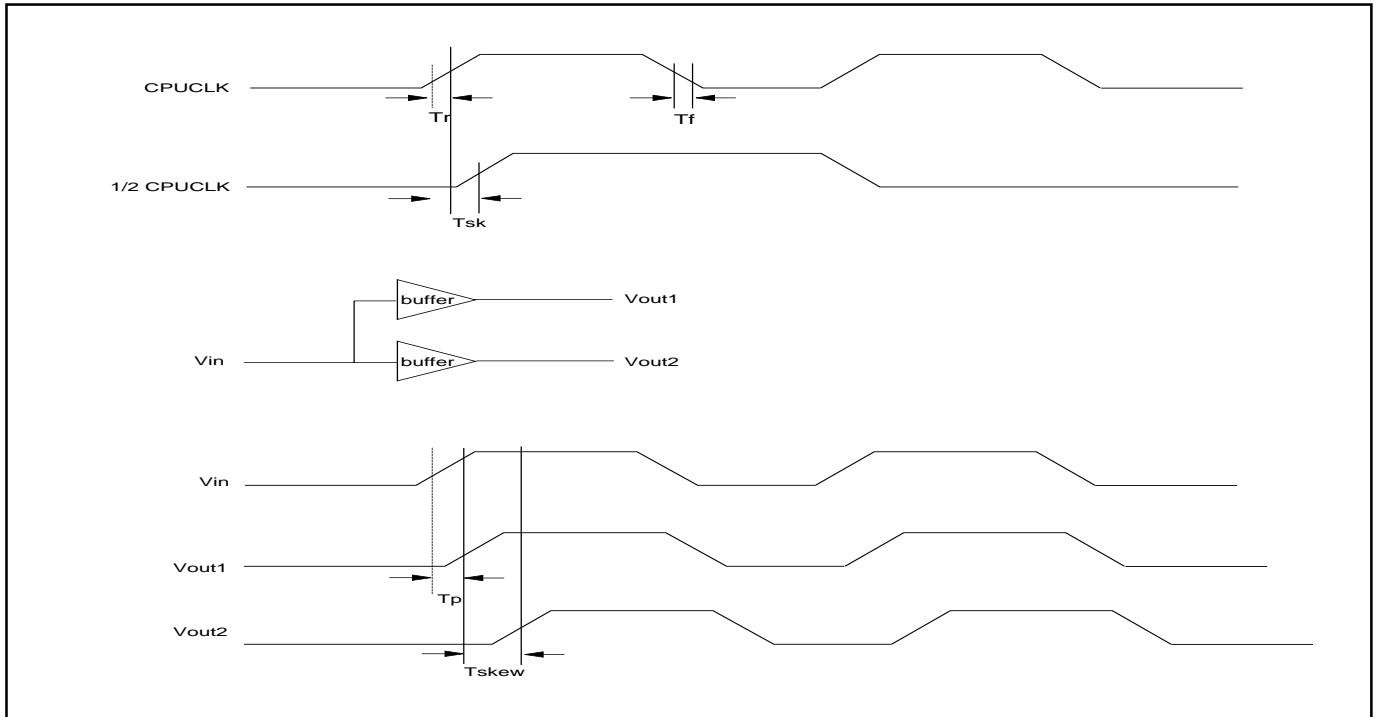 CPUCLK
Tr
Tf
1/2 CPUCLK
Tsk
buffer
Vout1
Vin
buffer
Vout2
Vin
Vout1
Tp
Vout2
Tskew